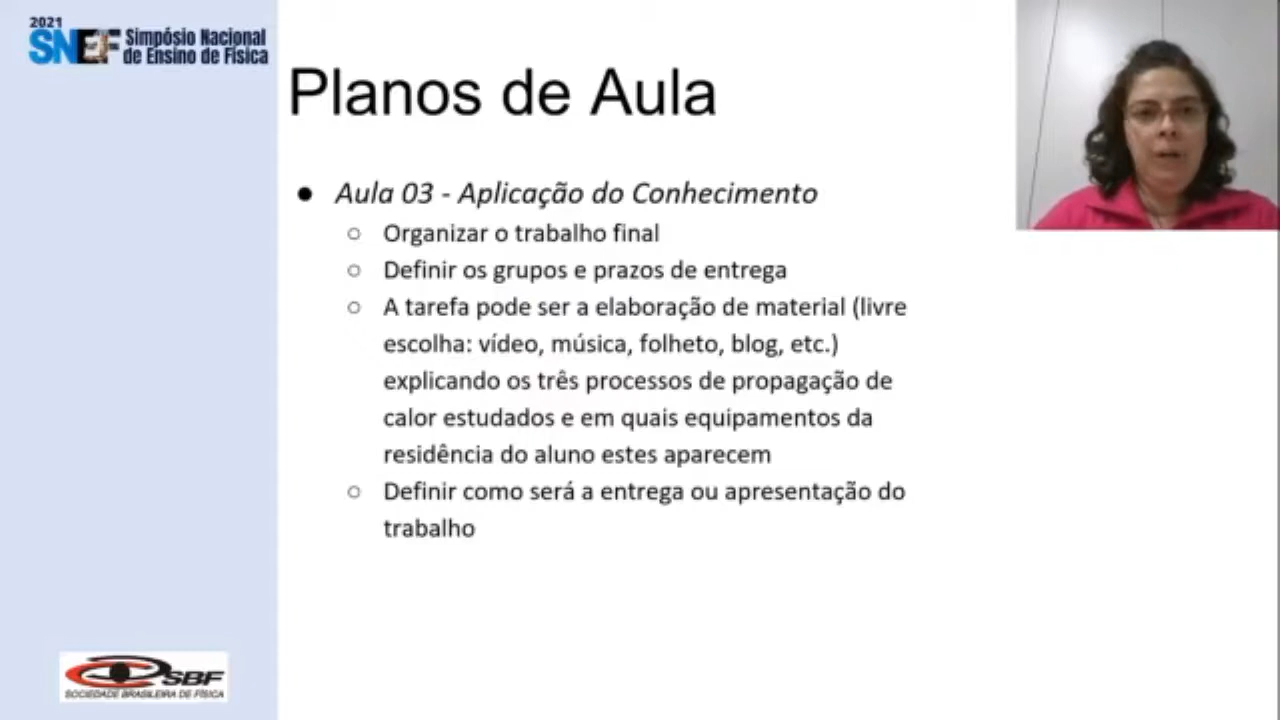 2021
SNEF Simpósio Nacional
de Ensino de Física
Planos de Aula
● Aula 03 - Aplicação do Conhecimento
○ Organizar o trabalho final
○ Definir os grupos e prazos de entrega
○ A tarefa pode ser a elaboração de material (livre
escolha: vídeo, música, folheto, blog, etc.)
explicando os três processos de propagação de
calor estudados e em quais equipamentos da
residência do aluno estes aparecem
○ Definir como será a entrega ou apresentação do
trabalho
SBF
SOCIEDADE BRASILEIRA DE FÍSICA